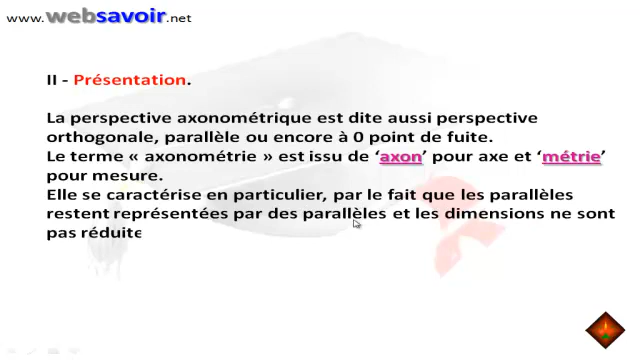 www.websavoir.net
II - Présentation.
La perspective axonométrique est dite aussi perspective
orthogonale, parallèle ou encore à 0 point de fuite.
Le terme « axonométrie » est issu de ‘axon’ pour axe et ‘métrie’
pour mesure.
Elle se caractérise en particulier, par le fait que les parallèles
restent représentées par des parallèles et les dimensions ne sont
pas réduite